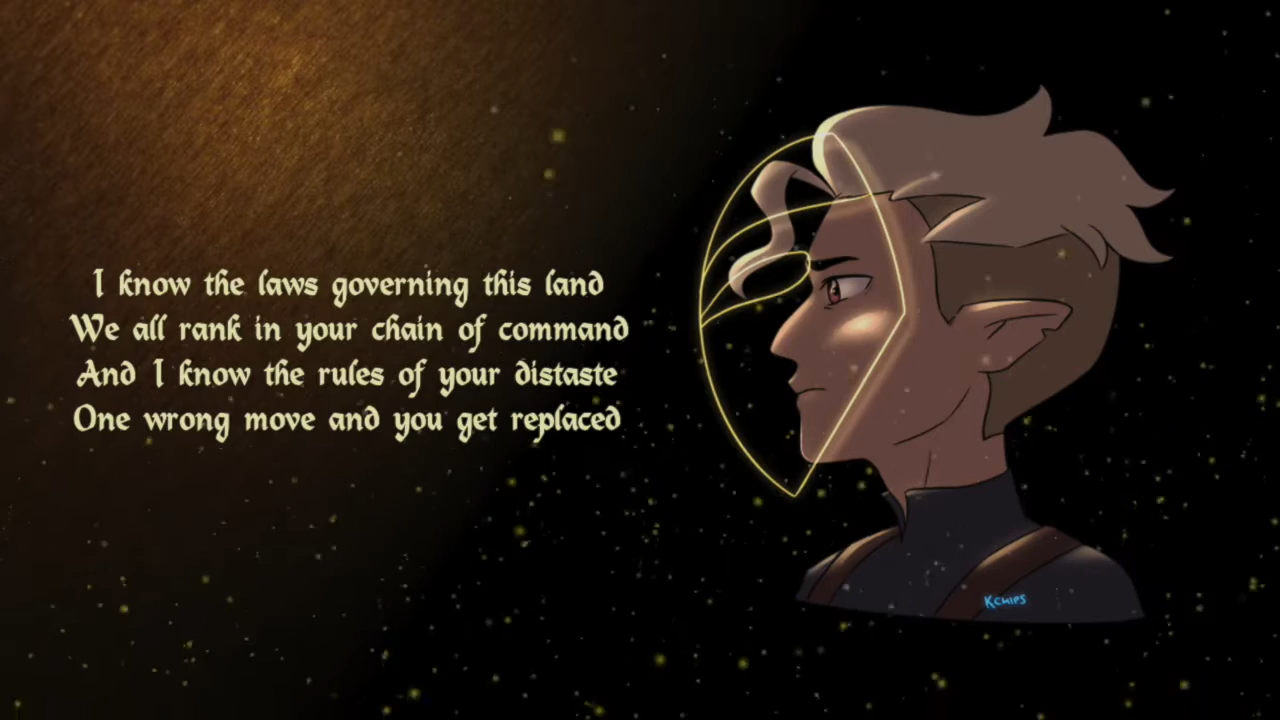 I know the laws governing this land
We all rank in your chain of command
And I know the rules of your distaste
One wrong move and you get replaced
KCHIPS